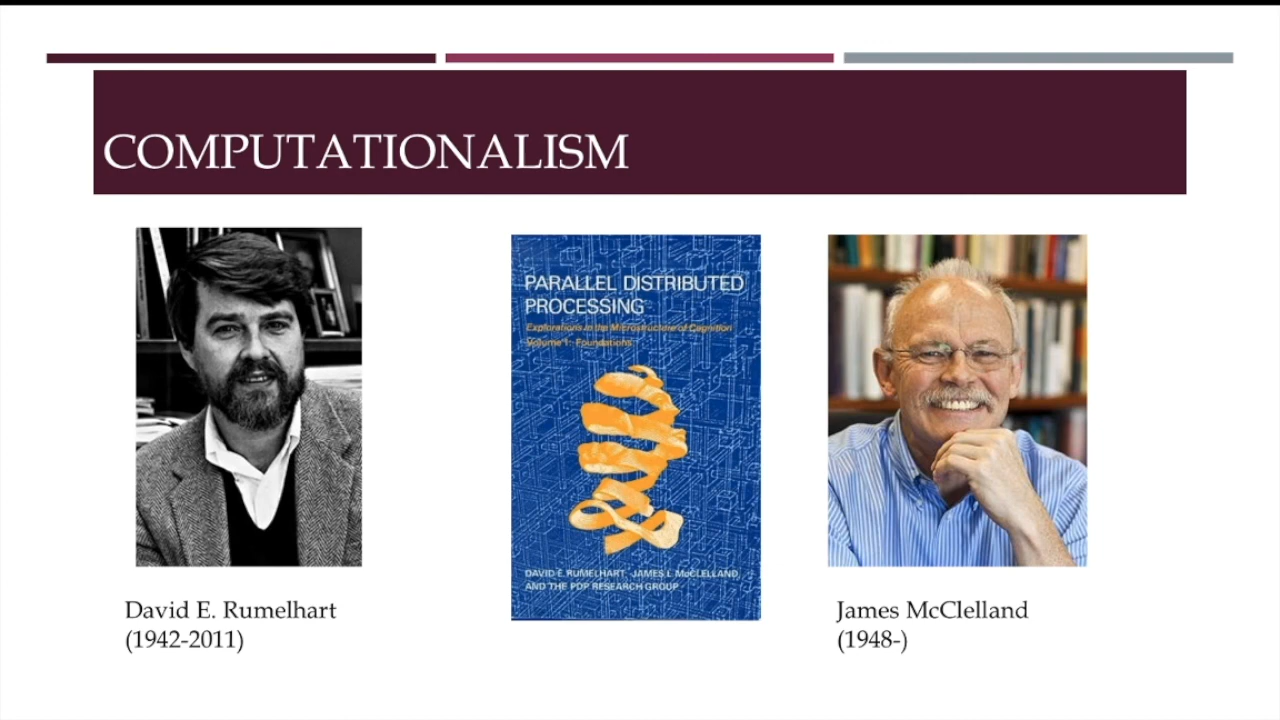 COMPUTATIONALISM
PARALLEL DISTRIBUTED
PROCESSING
Explorations in the Microstructure of Cognition
Volume 1: Foundations
DAVID E. RUMELHART, JAMES L. McCLELLAND,
AND THE PDP RESEARCH GROUP
David E. Rumelhart
(1942-2011)
James McClelland
(1948-)